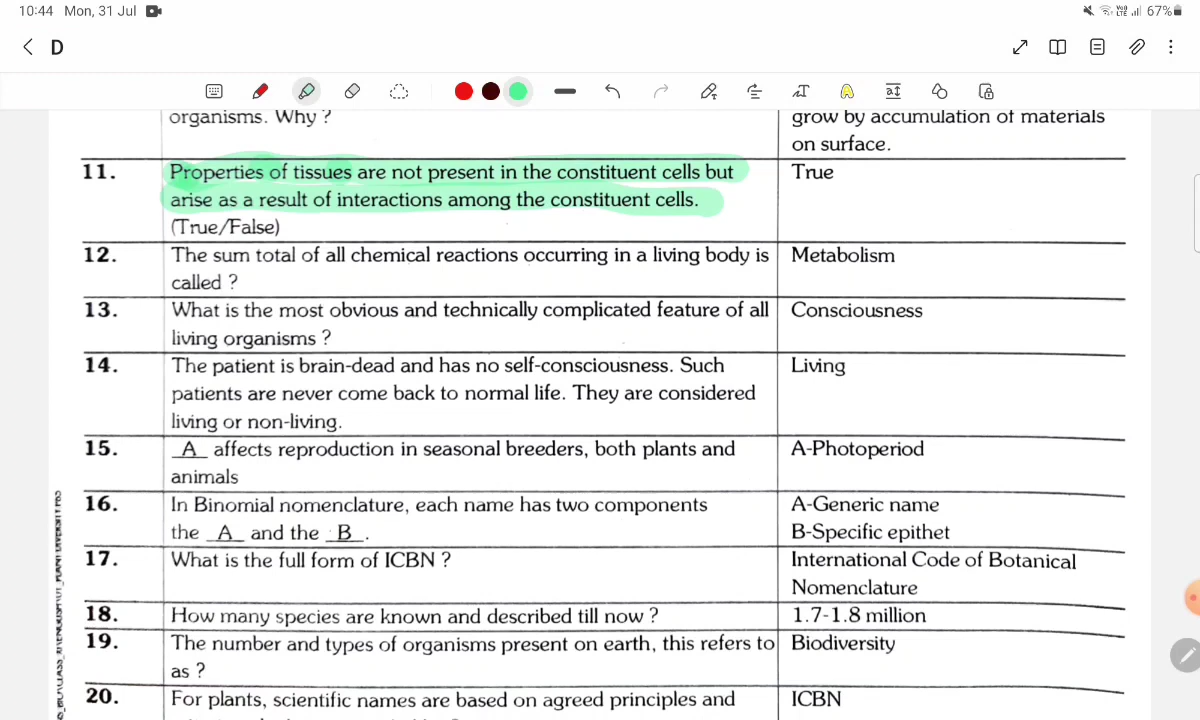 10:44 Mon, 31 Jul
67%
D
organisms. Why ?
grow by accumulation of materials
on surface.
11.
Properties of tissues are not present in the constituent cells but
True
arise as a result of interactions among the constituent cells.
(True/False)
12.
The sum total of all chemical reactions occurring in a living body is
Metabolism
called ?
13.
What is the most obvious and technically complicated feature of all
Consciousness
living organisms ?
14.
The patient is brain-dead and has no self-consciousness. Such
Living
patients are never come back to normal life. They are considered
living or non-living.
15.
A affects reproduction in seasonal breeders, both plants and
A-Photoperiod
animals
16.
In Binomial nomenclature, each name has two components
A-Generic name
the A and the B .
B-Specific epithet
17.
What is the full form of ICBN ?
International Code of Botanical
Nomenclature
18.
How many species are known and described till now ?
1.7-1.8 million
19.
The number and types of organisms present on earth, this refers to
Biodiversity
as ?
20.
For plants, scientific names are based on agreed principles and
ICBN